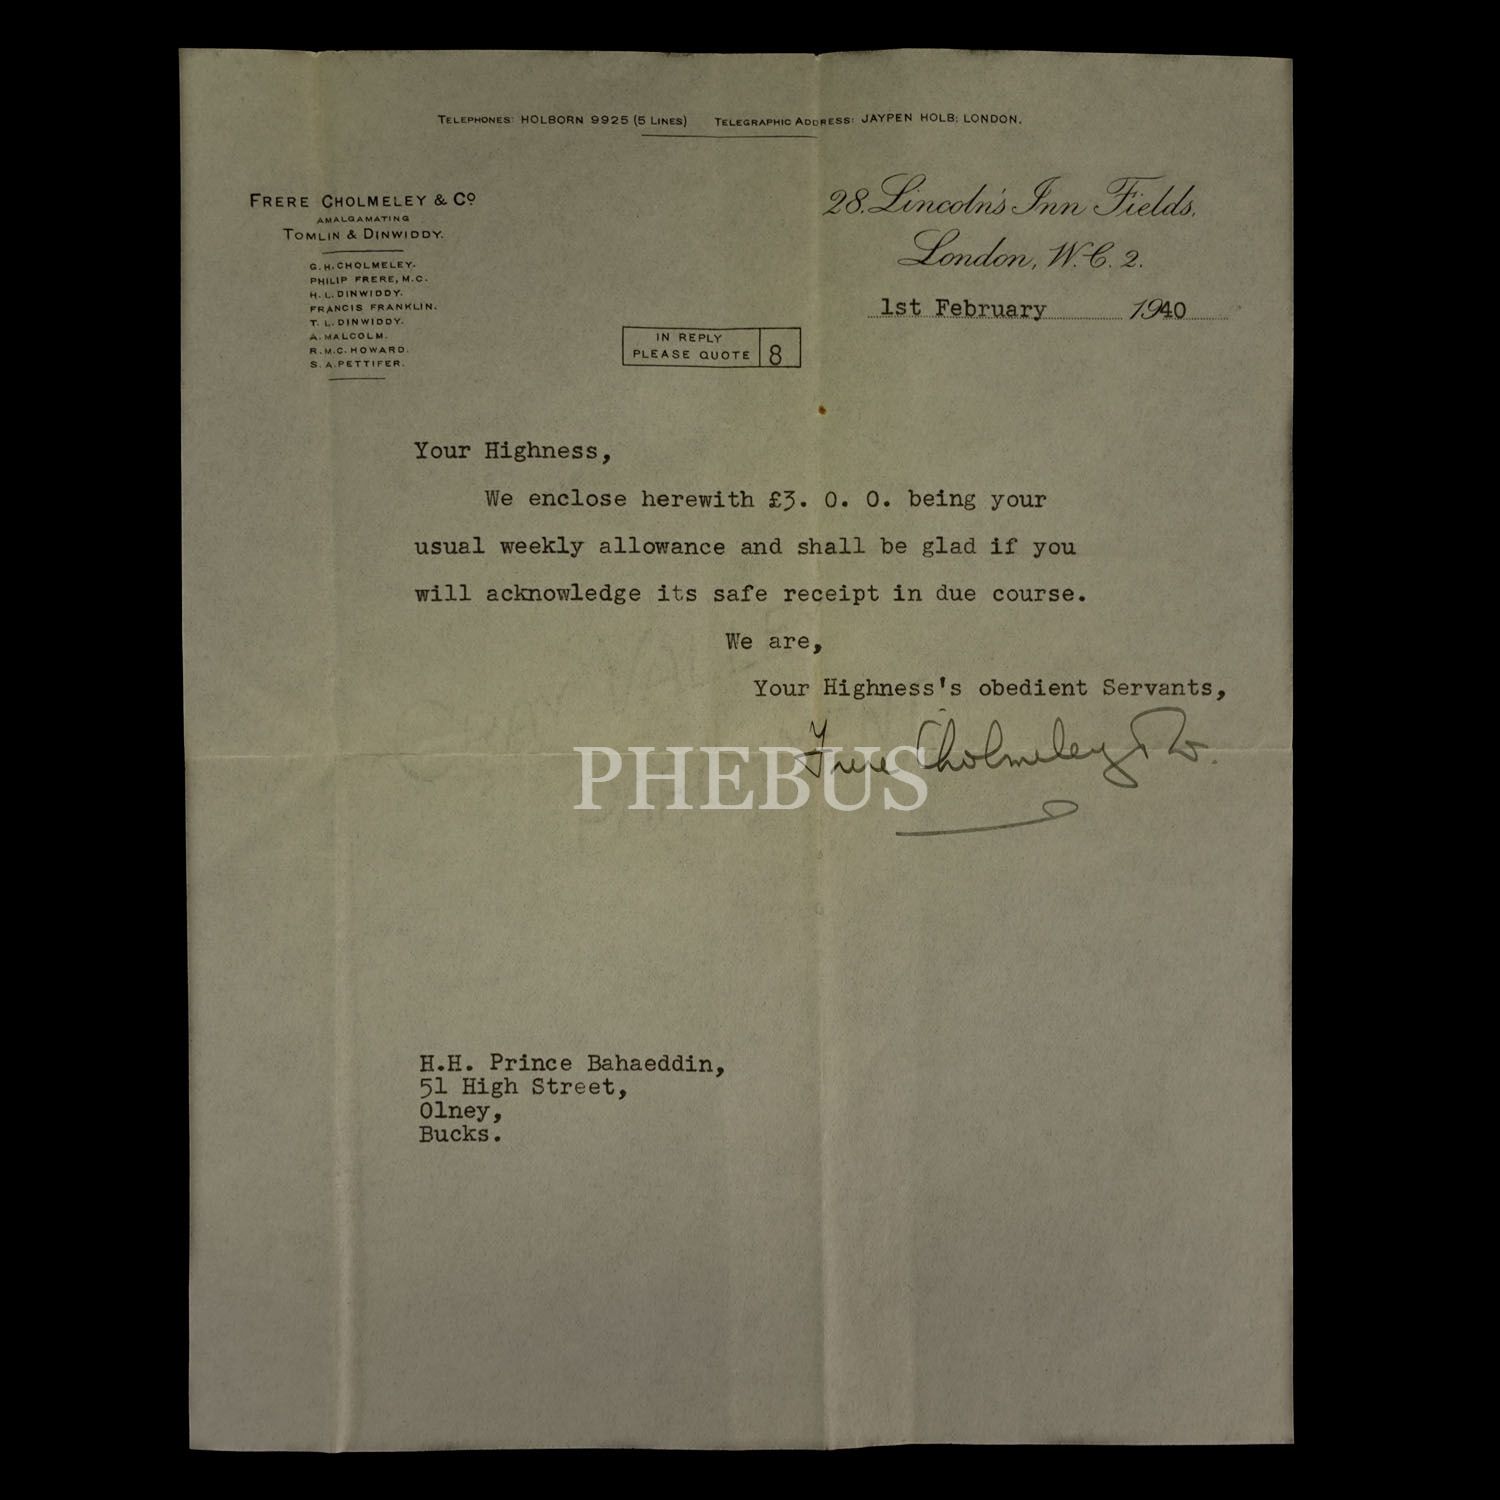 TELEPHONES: HOLBORN 9925 (5 LINES) TELEGRAPHIC ADDRESS: JAYPEN HOLB: LONDON.
FRERE CHOLMELEY & Co
AMALGAMATING
TOMLIN & DINWIDDY.
G. H. CHOLMELEY.
PHILIP FRERE, M.C.
H. L. DINWIDDY.
FRANCIS FRANKLIN.
T. L. DINWIDDY.
A. MALCOLM.
R. M. C. HOWARD.
S. A. PETTIFER.
28. Lincoln's Inn Fields,
London, W.C. 2.
1st February 1940
IN REPLY
PLEASE QUOTE 8
Your Highness,
We enclose herewith £3. 0. 0. being your
usual weekly allowance and shall be glad if you
will acknowledge its safe receipt in due course.
We are,
Your Highness's obedient Servants,
Frere Cholmeley & Co.
PHEBUS
H.H. Prince Bahaeddin,
51 High Street,
Olney,
Bucks.